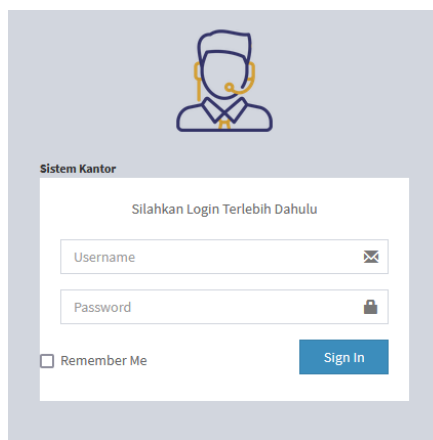 Sistem Kantor
Silahkan Login Terlebih Dahulu
Username
Password
Remember Me
Sign In